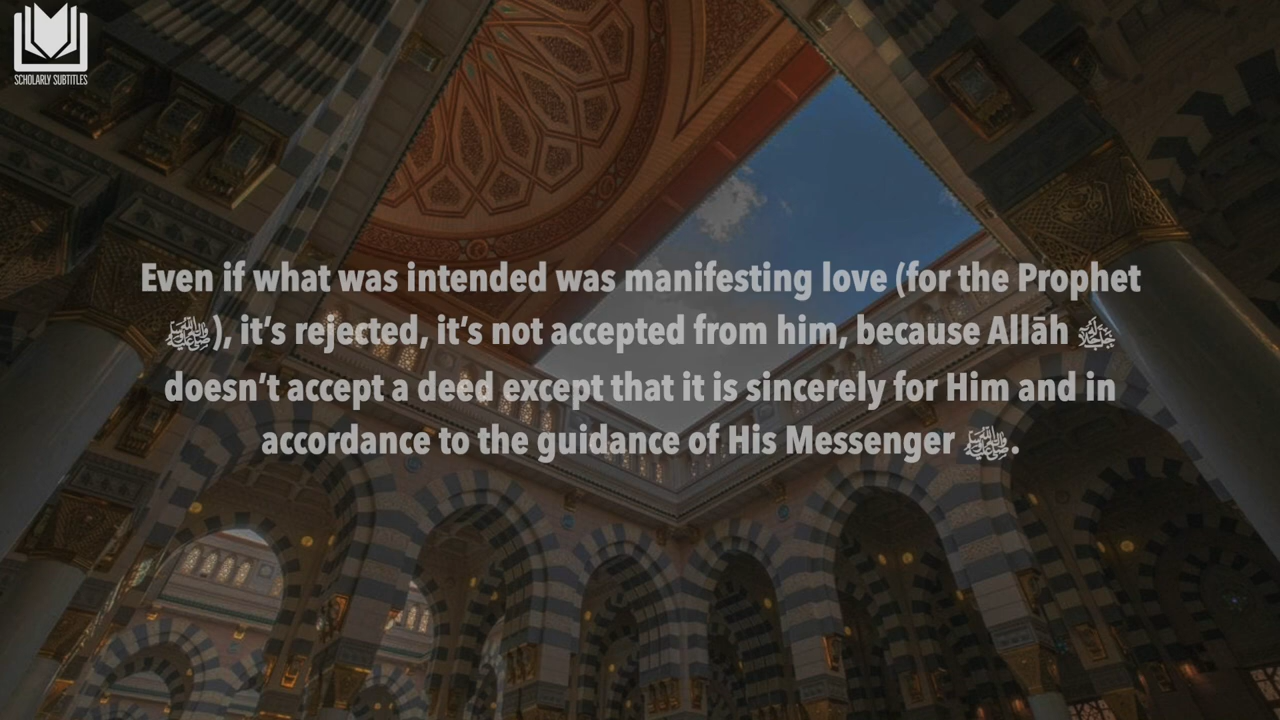 SCHOLARLY SUBTITLES
Even if what was intended was manifesting love (for the Prophet
ﷺ), it’s rejected, it’s not accepted from him, because Allāh ﷻ
doesn’t accept a deed except that it is sincerely for Him and in
accordance to the guidance of His Messenger ﷺ.